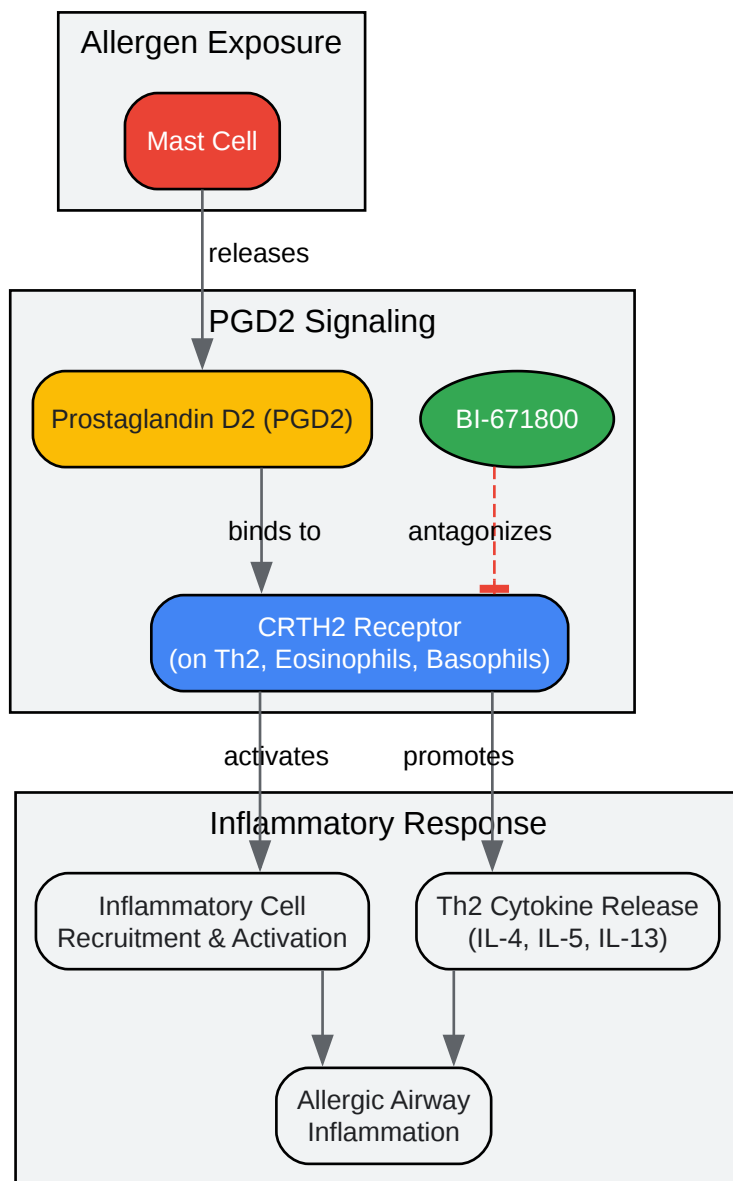 Allergen Exposure
Mast Cell
releases
PGD2 Signaling
Prostaglandin D2 (PGD2)
BI-671800
binds to
antagonizes
CRTH2 Receptor
(on Th2, Eosinophils, Basophils)
activates
promotes
Inflammatory Response
Inflammatory Cell
Recruitment & Activation
Th2 Cytokine Release
(IL-4, IL-5, IL-13)
Allergic Airway
Inflammation